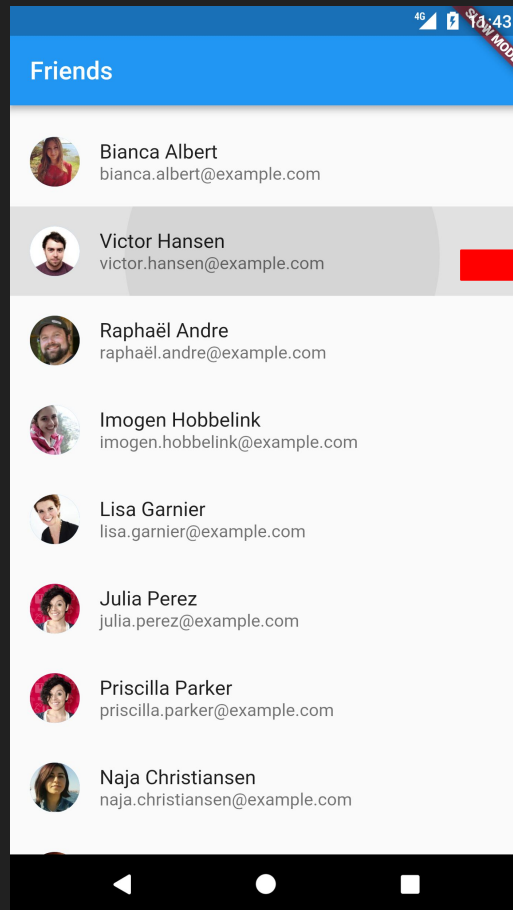 4G 11:43
SLOW MODE
Friends
Bianca Albert
bianca.albert@example.com
Victor Hansen
victor.hansen@example.com
Raphaël Andre
raphaël.andre@example.com
Imogen Hobbelink
imogen.hobbelink@example.com
Lisa Garnier
lisa.garnier@example.com
Julia Perez
julia.perez@example.com
Priscilla Parker
priscilla.parker@example.com
Naja Christiansen
naja.christiansen@example.com